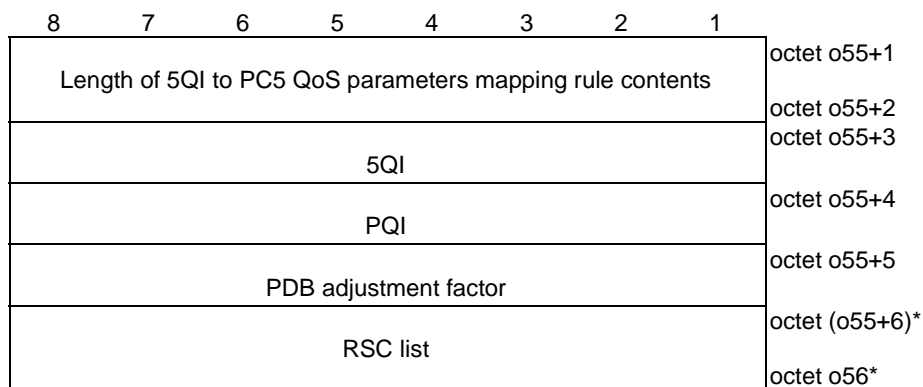 8 7 6 5 4 3 2 1
octet o55+1
Length of 5QI to PC5 QoS parameters mapping rule contents
octet o55+2
octet o55+3
5QI
octet o55+4
PQI
octet o55+5
PDB adjustment factor
octet (o55+6)*
RSC list
octet o56*